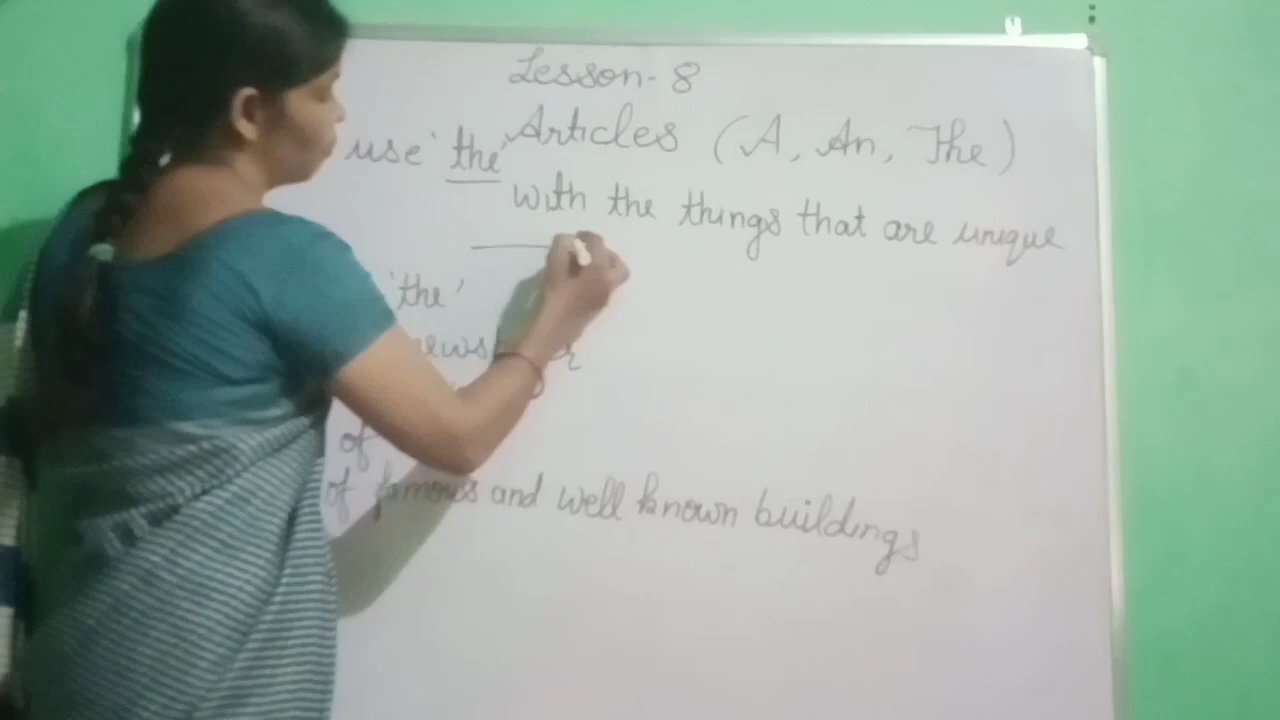 Lesson-8
Articles (A, An, The)
use 'the' with the things that are unique
'the'
of
of famous and well known buildings